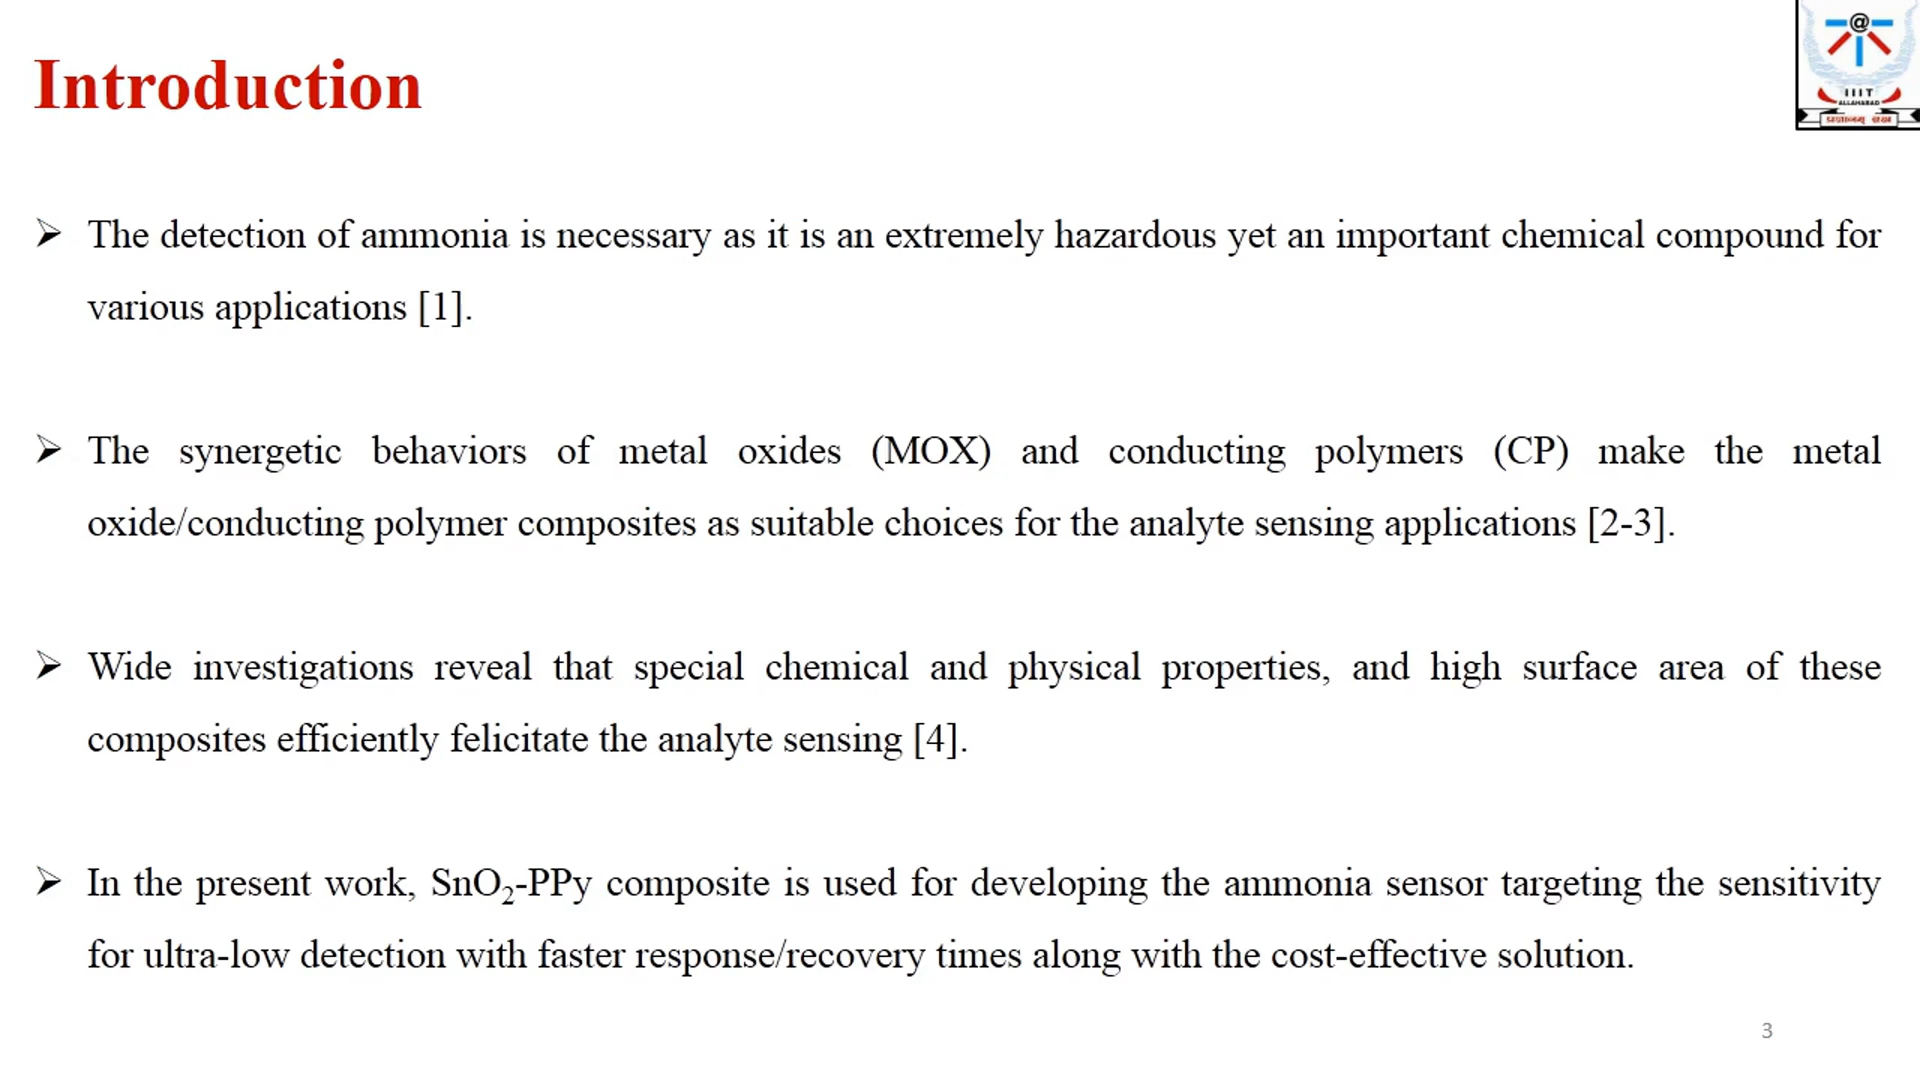 @
IIIT
ALLAHABAD
Introduction
➢ The detection of ammonia is necessary as it is an extremely hazardous yet an important chemical compound for
various applications [1].
➢ The synergetic behaviors of metal oxides (MOX) and conducting polymers (CP) make the metal
oxide/conducting polymer composites as suitable choices for the analyte sensing applications [2-3].
➢ Wide investigations reveal that special chemical and physical properties, and high surface area of these
composites efficiently felicitate the analyte sensing [4].
➢ In the present work, SnO₂-PPy composite is used for developing the ammonia sensor targeting the sensitivity
for ultra-low detection with faster response/recovery times along with the cost-effective solution.
3